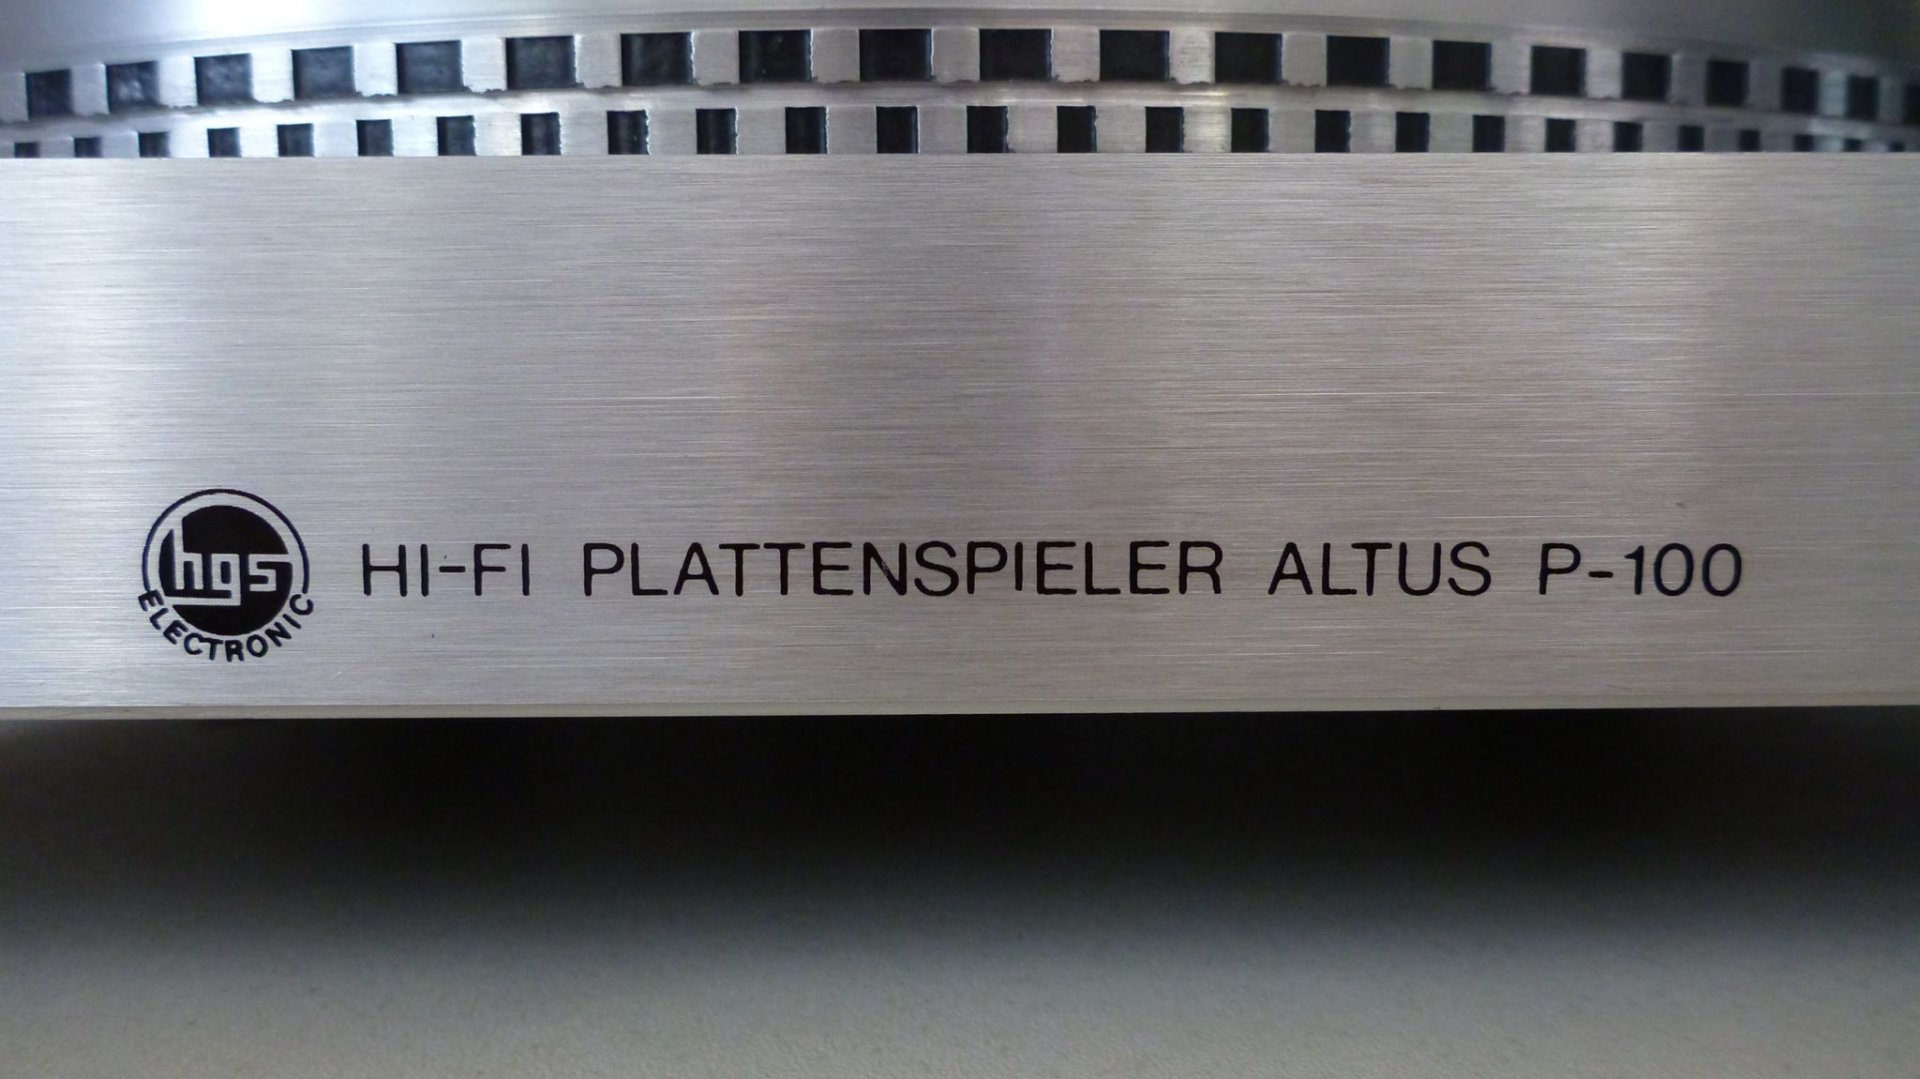 hgs
ELECTRONIC
HI-FI PLATTENSPIELER ALTUS P-100